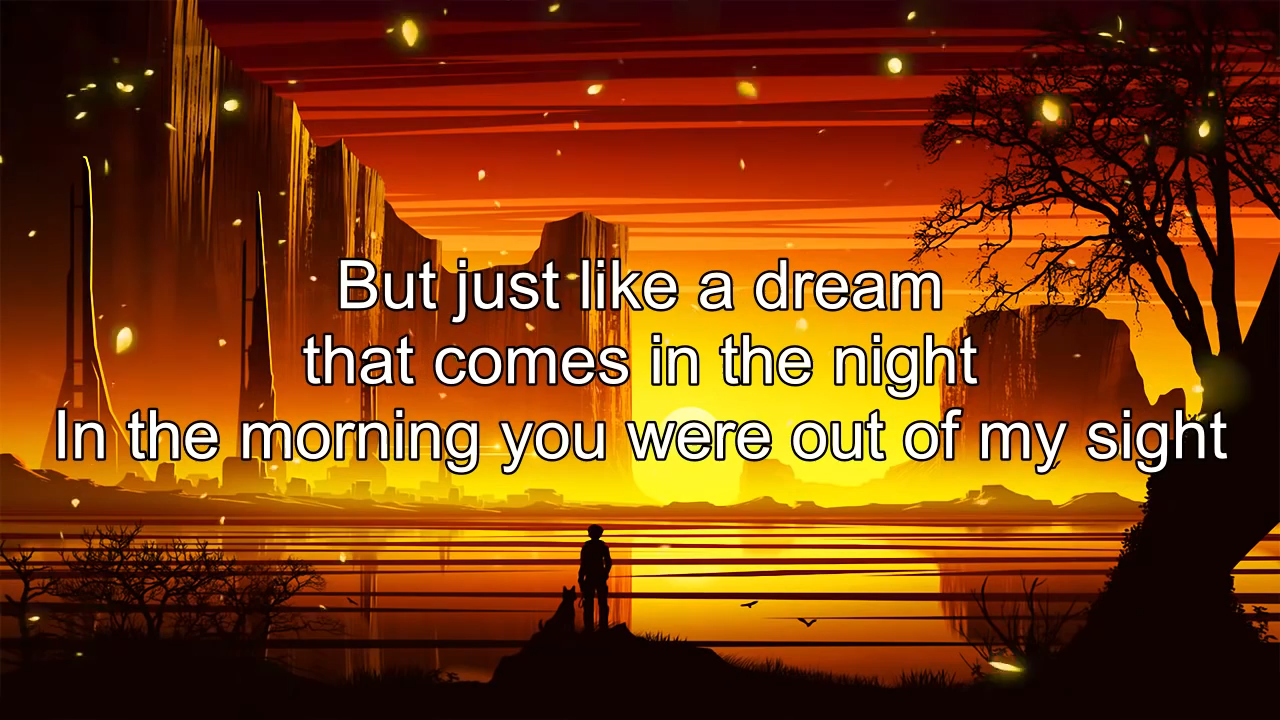 But just like a dream
that comes in the night
In the morning you were out of my sight